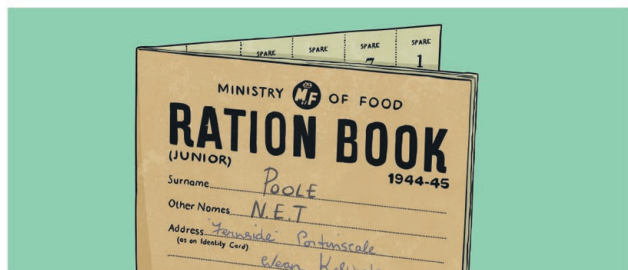 SPARE SPARE SPARE SPARE
7 1
MINISTRY MF OF FOOD
RATION BOOK
(JUNIOR)
1944-45
Surname POOLE
Other Names N.E.T
Address 'Fernside' Portinscale
(as on Identity Card)